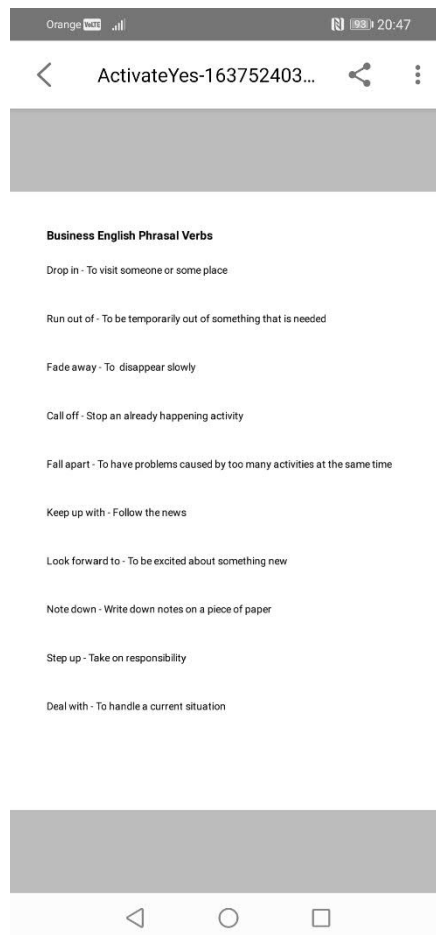 Orange VoLTE 93 20:47
ActivateYes-163752403...
Business English Phrasal Verbs
Drop in - To visit someone or some place
Run out of - To be temporarily out of something that is needed
Fade away - To disappear slowly
Call off - Stop an already happening activity
Fall apart - To have problems caused by too many activities at the same time
Keep up with - Follow the news
Look forward to - To be excited about something new
Note down - Write down notes on a piece of paper
Step up - Take on responsibility
Deal with - To handle a current situation